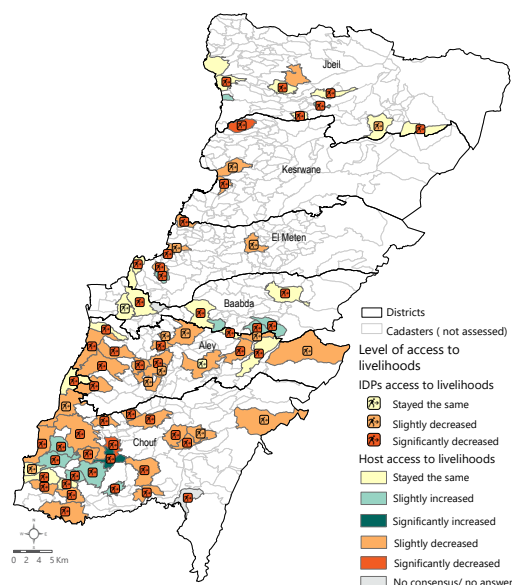 Jbeil
Kesrwane
El Meten
Baabda
Aley
Chouf
N
W
E
S
0 2 4 5 Km
Districts
Cadasters ( not assessed)
Level of access to
livelihoods
IDPs access to livelihoods
Stayed the same
Slightly decreased
Significantly decreased
Host access to livelihoods
Stayed the same
Slightly increased
Significantly increased
Slightly decreased
Significantly decreased
No consensus/ no answer